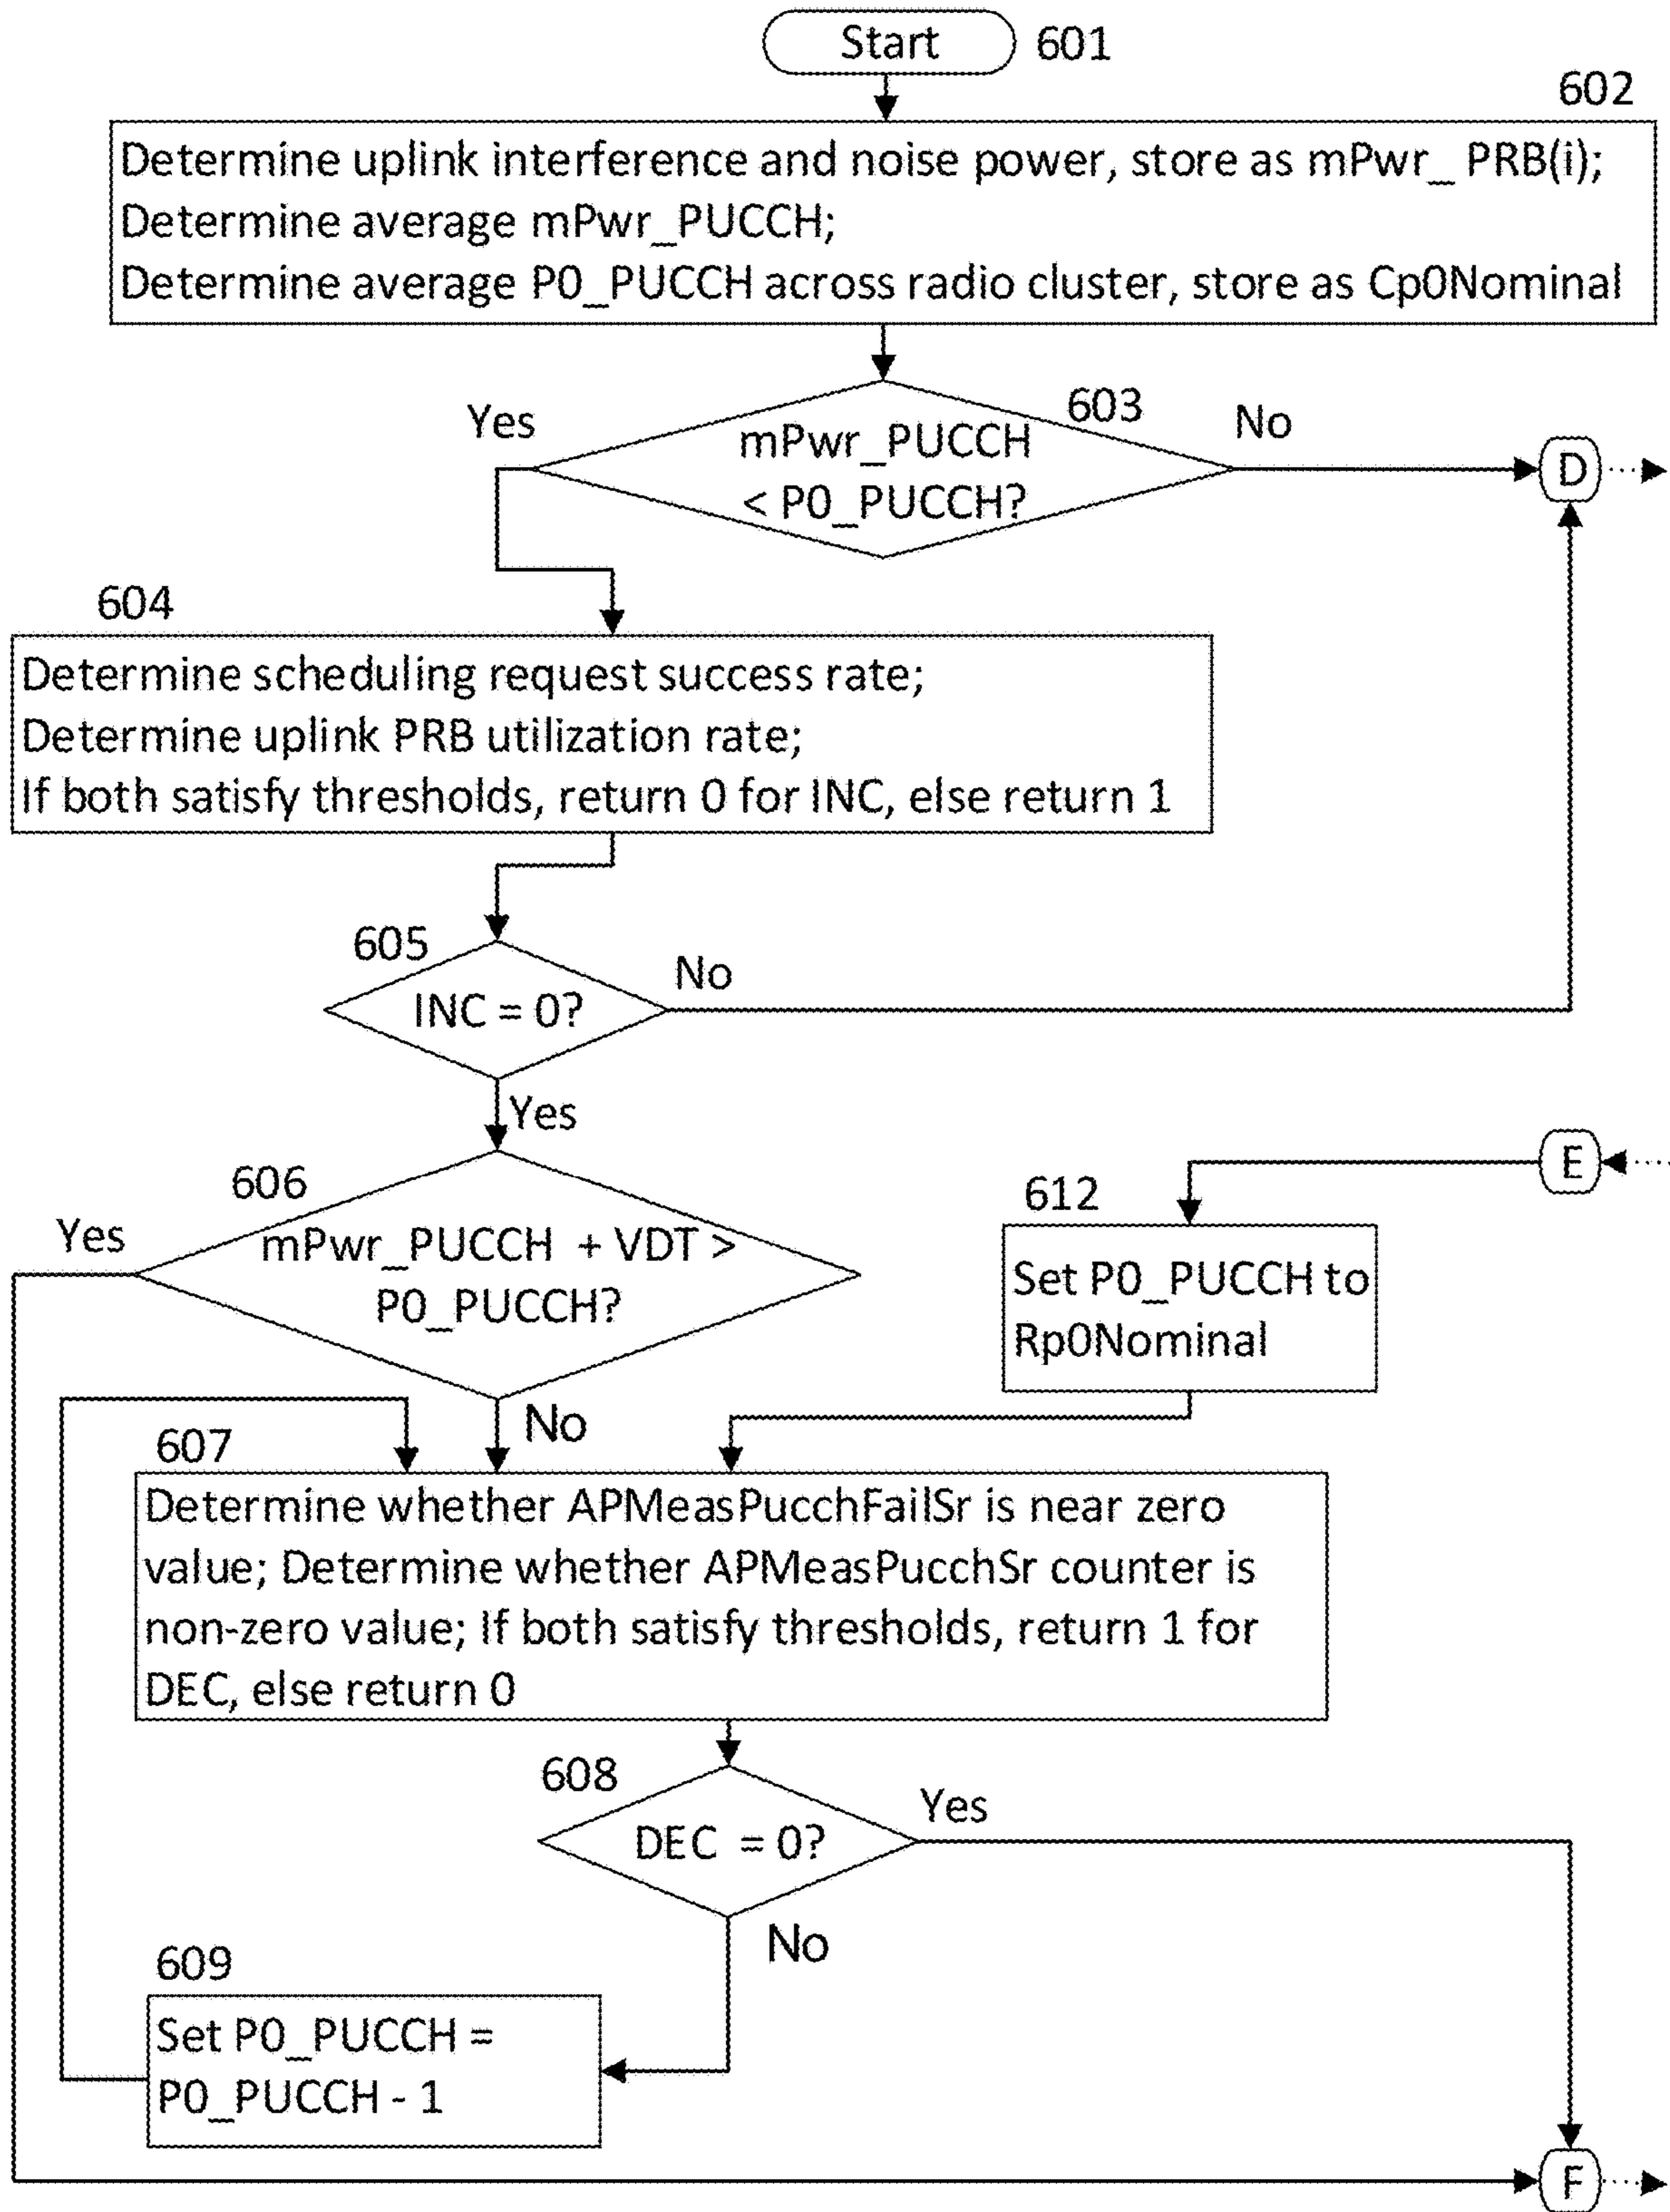 Start
601
602
Determine uplink interference and noise power, store as mPwr_ PRB(i);
Determine average mPwr_PUCCH;
Determine average P0_PUCCH across radio cluster, store as Cp0Nominal
603
Yes
No
mPwr_PUCCH
< P0_PUCCH?
D
604
Determine scheduling request success rate;
Determine uplink PRB utilization rate;
If both satisfy thresholds, return 0 for INC, else return 1
605
No
INC = 0?
Yes
E
606
612
Yes
mPwr_PUCCH + VDT >
P0_PUCCH?
Set P0_PUCCH to
Rp0Nominal
No
607
Determine whether APMeasPucchFailSr is near zero
value; Determine whether APMeasPucchSr counter is
non-zero value; If both satisfy thresholds, return 1 for
DEC, else return 0
608
Yes
DEC = 0?
No
609
Set P0_PUCCH =
P0_PUCCH - 1
F